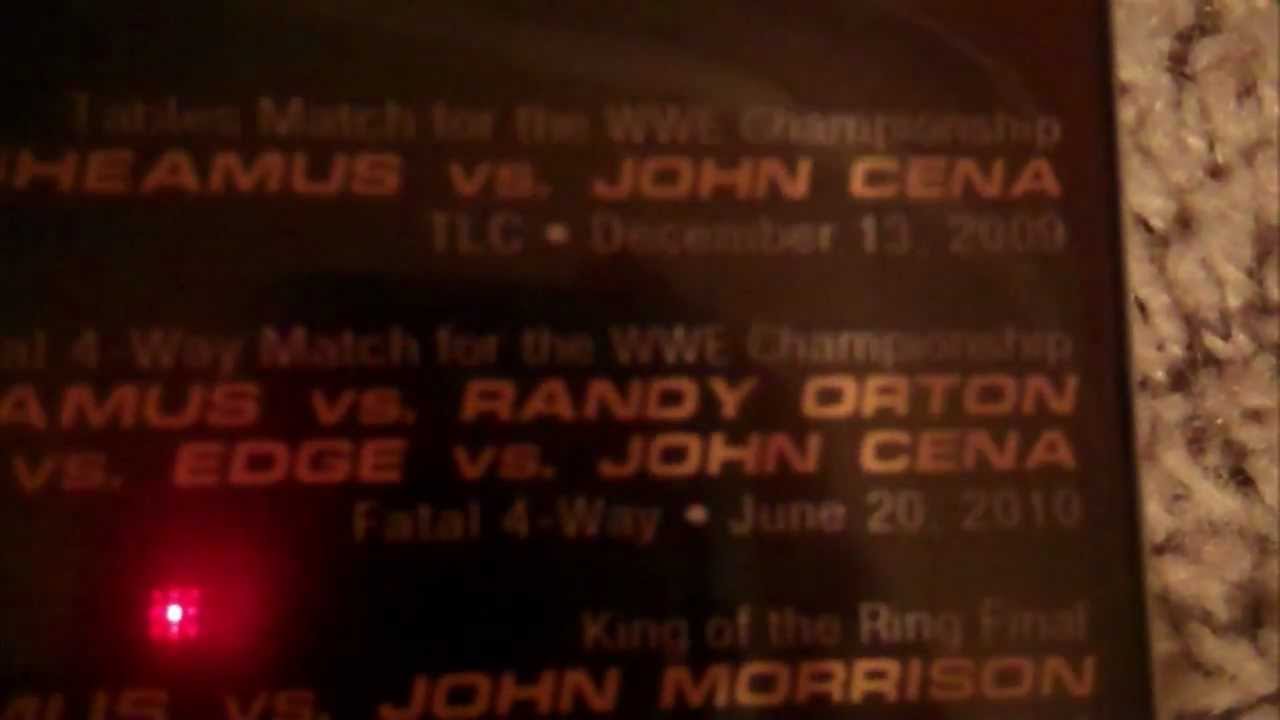 Tables Match for the WWE Championship
HEAMUS vs. JOHN CENA
TLC • December 13, 2009
al 4-Way Match for the WWE Championship
AMUS vs. RANDY ORTON
vs. EDGE vs. JOHN CENA
Fatal 4-Way • June 20, 2010
King of the Ring Final
MUS vs. JOHN MORRISON